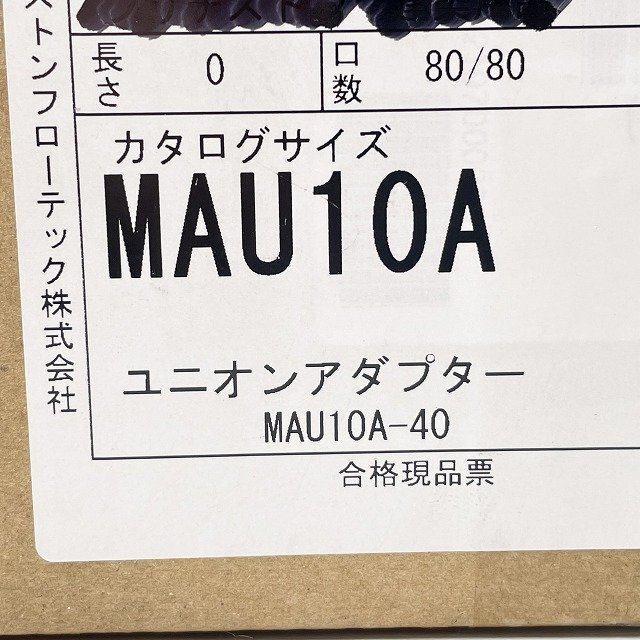 長さ 0 口数 80/80
カタログサイズ
MAU10A
ユニオンアダプター
MAU10A-40
合格現品票
ストンフローテック株式会社